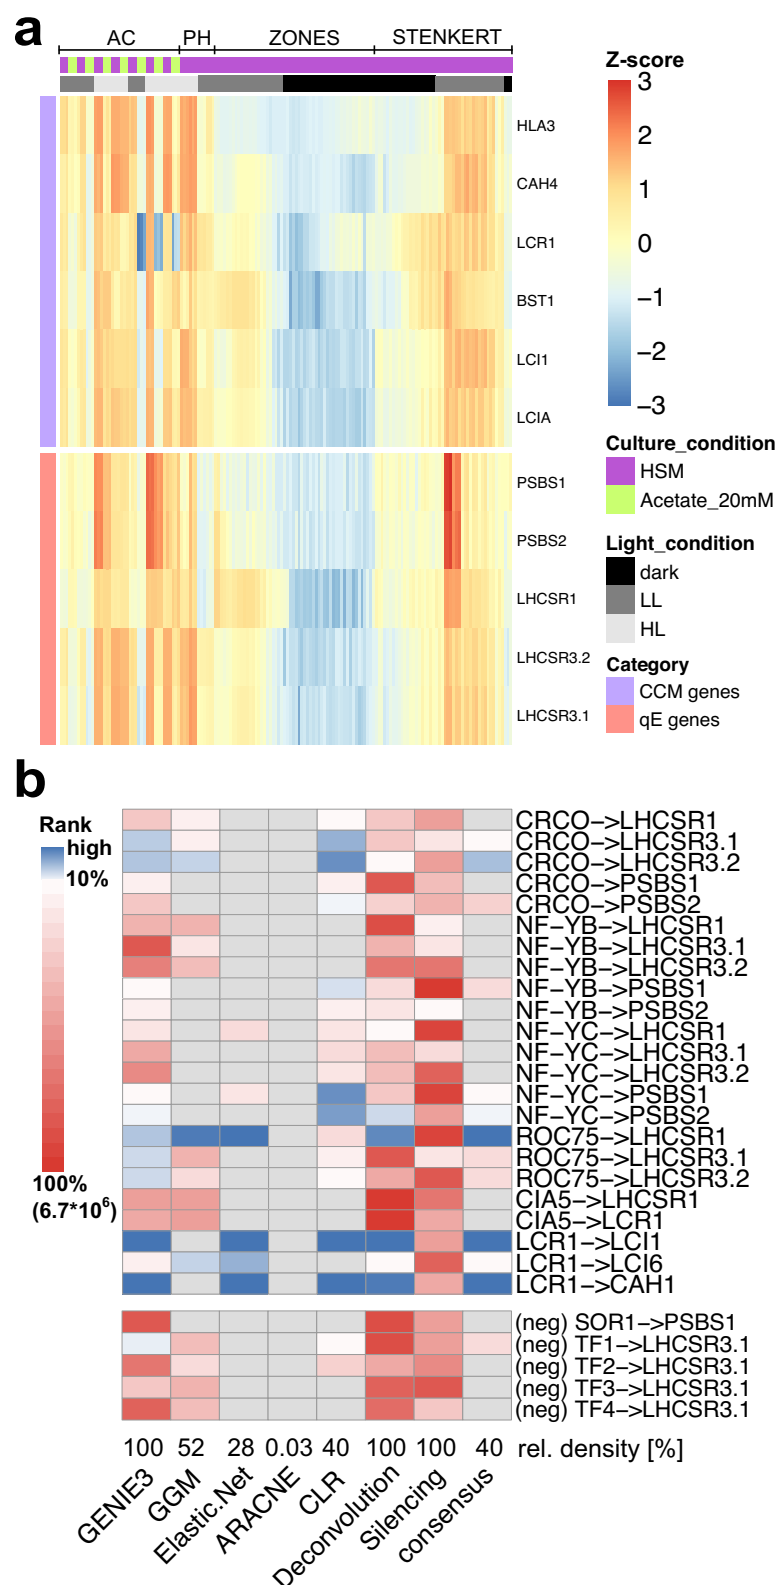 a
AC PH ZONES STENKERT
HLA3
CAH4
LCR1
BST1
LCI1
LCIA
PSBS1
PSBS2
LHCSR1
LHCSR3.2
LHCSR3.1
Z-score
3
2
1
0
−1
−2
−3
Culture_condition
HSM
Acetate_20mM
Light_condition
dark
LL
HL
Category
CCM genes
qE genes
b
Rank
high
10%
100%
(6.7*10⁶)
CRCO−>LHCSR1
CRCO−>LHCSR3.1
CRCO−>LHCSR3.2
CRCO−>PSBS1
CRCO−>PSBS2
NF−YB−>LHCSR1
NF−YB−>LHCSR3.1
NF−YB−>LHCSR3.2
NF−YB−>PSBS1
NF−YB−>PSBS2
NF−YC−>LHCSR1
NF−YC−>LHCSR3.1
NF−YC−>LHCSR3.2
NF−YC−>PSBS1
NF−YC−>PSBS2
ROC75−>LHCSR1
ROC75−>LHCSR3.1
ROC75−>LHCSR3.2
CIA5−>LHCSR1
CIA5−>LCR1
LCR1−>LCI1
LCR1−>LCI6
LCR1−>CAH1
(neg) SOR1−>PSBS1
(neg) TF1−>LHCSR3.1
(neg) TF2−>LHCSR3.1
(neg) TF3−>LHCSR3.1
(neg) TF4−>LHCSR3.1
100 52 28 0.03 40 100 100 40 rel. density [%]
GENIE3
GGM
Elastic.Net
ARACNE
CLR
Deconvolution
Silencing
consensus